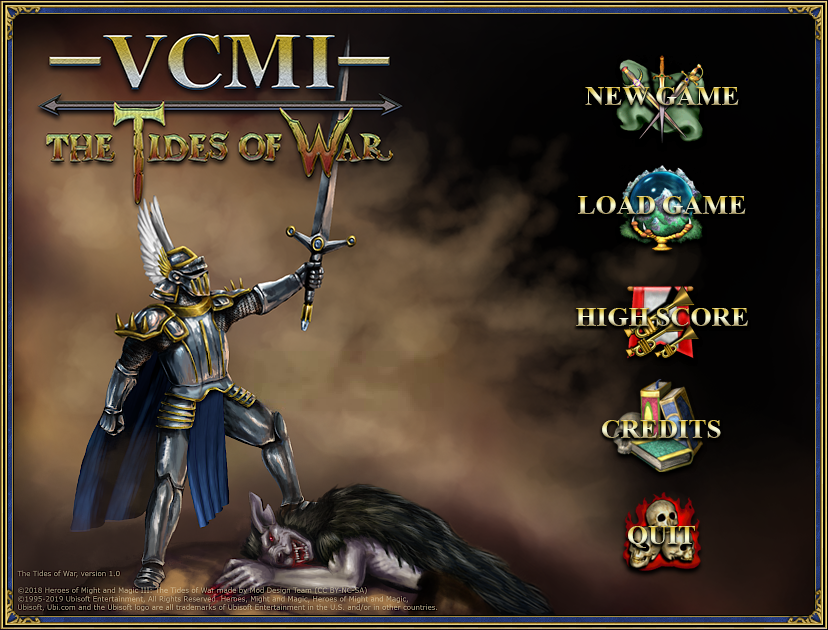 VCMI
THE TIDES OF WAR
NEW GAME
LOAD GAME
HIGH SCORE
CREDITS
QUIT
The Tides of War, version 1.0
©2018 Heroes of Might and Magic III: The Tides of War made by Mod Design Team (CC BY-NC-SA)
©1995-2019 Ubisoft Entertainment, All Rights Reserved. Heroes, Might and Magic, Heroes of Might and Magic,
Ubisoft, Ubi.com and the Ubisoft logo are all trademarks of Ubisoft Entertainment in the U.S. and/or in other countries.